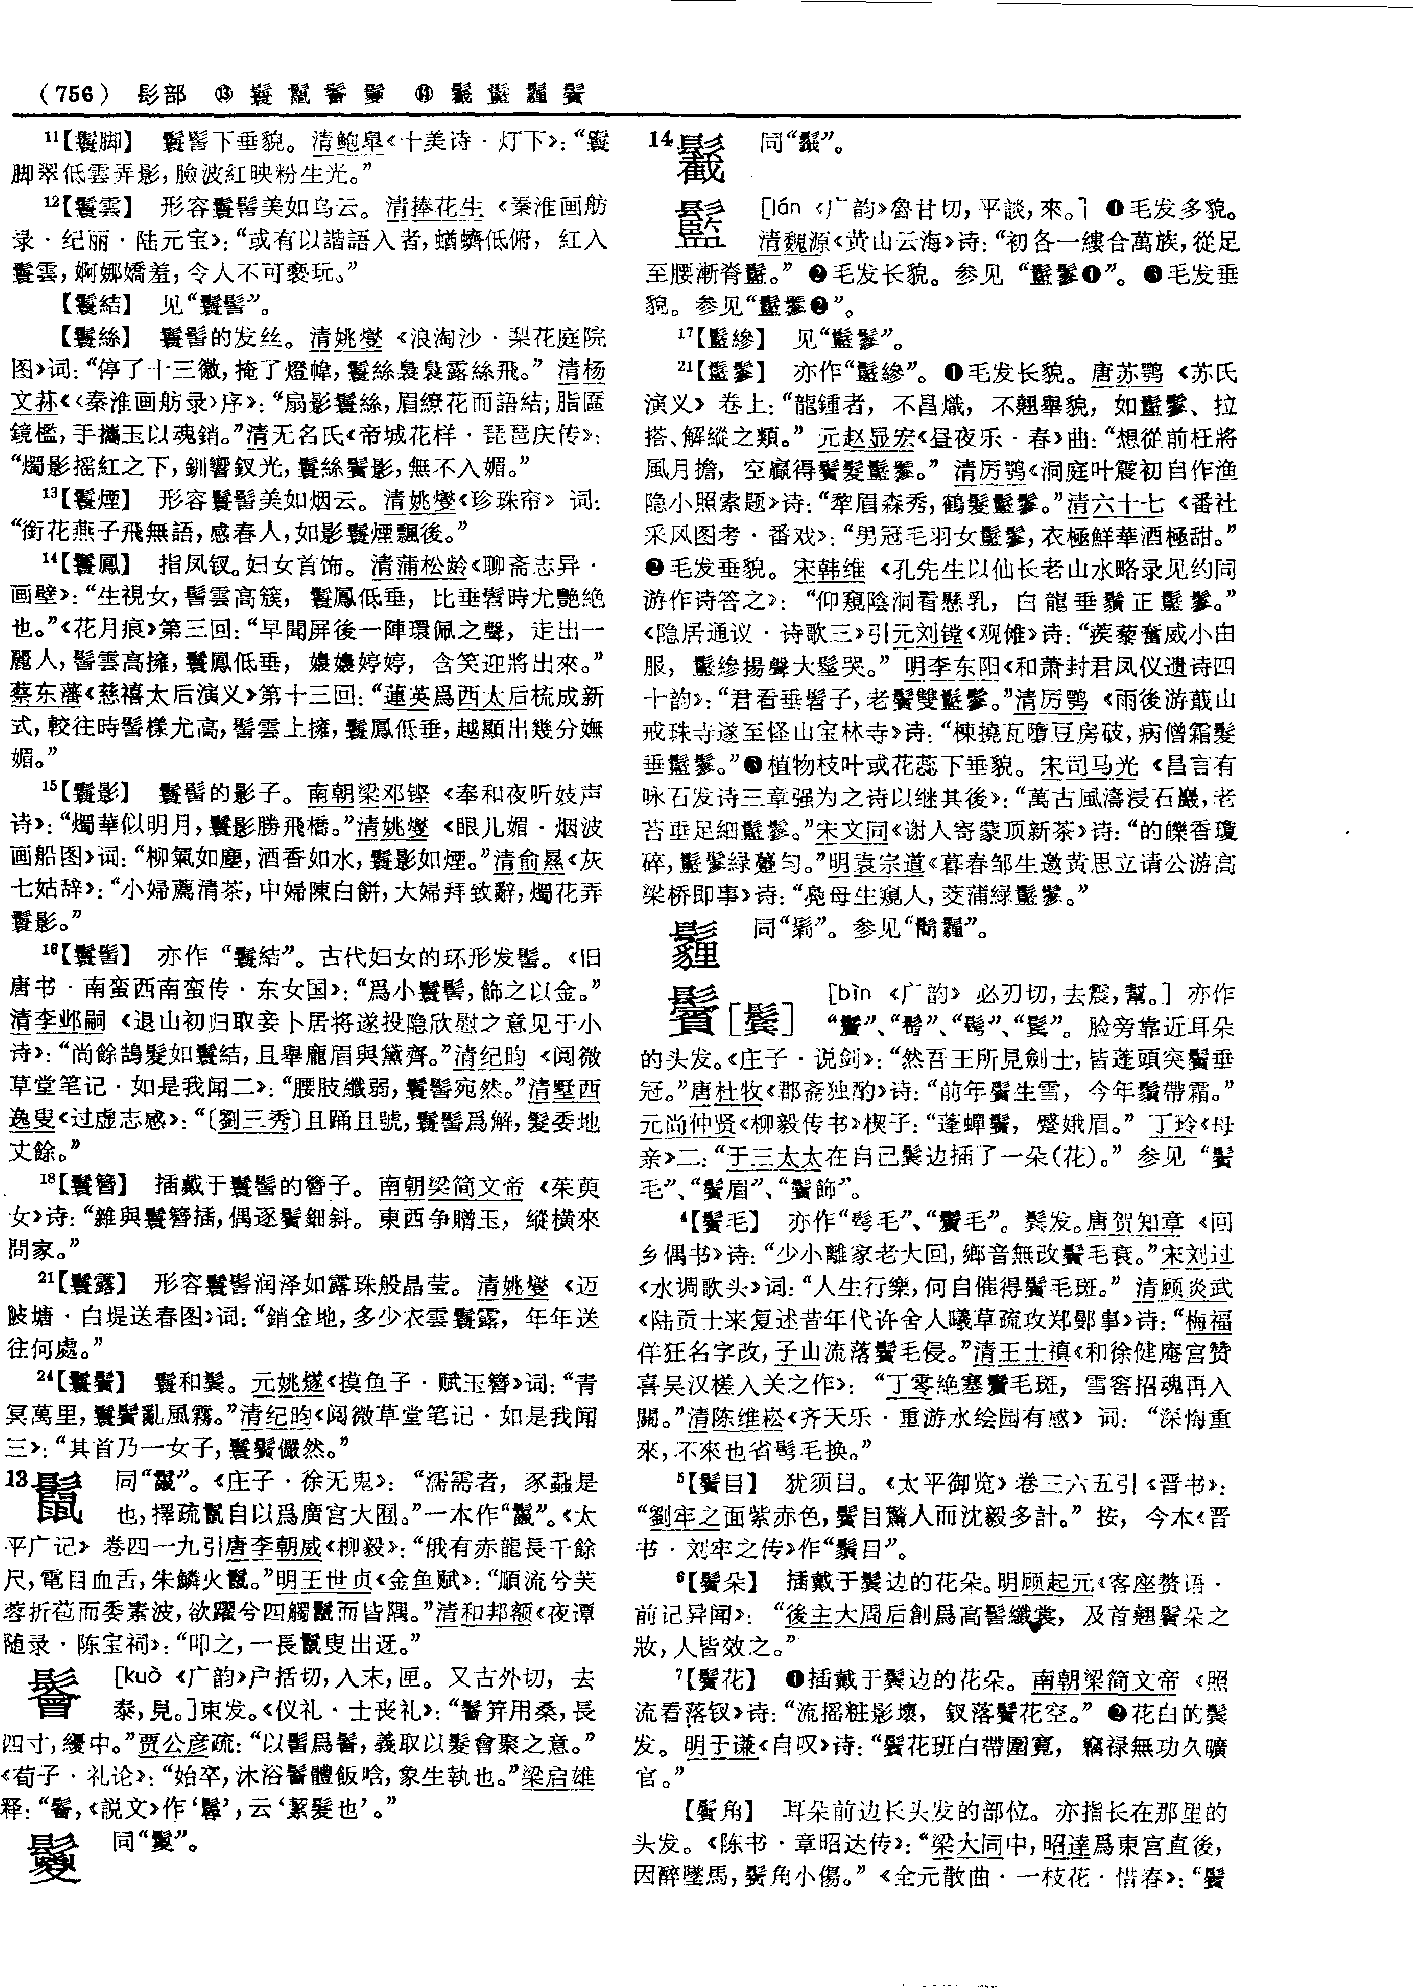 （756） 髟部 ⑬鬟鬣鬠鬘 ⑭鬛鬖鬢
11【鬟脚】 鬟髻下垂貌。清鲍皋《十美诗·灯下》：“鬟
脚翠低雲弄影，臉波紅映粉生光。”
12【鬟雲】 形容鬟髻美如乌云。清捧花生《秦淮画舫
录·纪丽·陆元宝》：“或有以諧語入者，蝤蠐低俯，紅入
鬟雲，婀娜嬌羞，令人不可褻玩。”
【鬟結】 见“鬟髻”。
【鬟絲】 鬟髻的发丝。清姚燮《浪淘沙·梨花庭院
图》词：“停了十三徽，掩了燈幃，鬟絲裊裊露絲飛。”清杨
文荪《〈秦淮画舫录〉序》：“扇影鬟絲，眉繚花而語結；脂匳
鏡檻，手攜玉以魂銷。”清无名氏《帝城花样·琵琶庆传》：
“燭影摇紅之下，釧響釵光，鬟絲鬢影，無不入媚。”
13【鬟煙】 形容鬟髻美如烟云。清姚燮《珍珠帘》词：
“銜花燕子飛無語，感春人，如影鬟煙飄後。”
14【鬟鳳】 指凤钗。妇女首饰。清蒲松龄《聊斋志异·
画壁》：“生視女，髻雲高簇，鬟鳳低垂，比垂髫時尤艷絶
也。”《花月痕》第三回：“早聞屏後一陣環佩之聲，走出一
麗人，髻雲高擁，鬟鳳低垂，嬝嬝婷婷，含笑迎將出來。”
蔡东藩《慈禧太后演义》第十三回：“蓮英爲西太后梳成新
式，較往時髻樣尤高，髻雲上擁，鬟鳳低垂，越顯出幾分嫵
媚。”
15【鬟影】 鬟髻的影子。南朝梁邓铿《奉和夜听妓声
诗》：“燭華似明月，鬟影勝飛橋。”清姚燮《眼儿媚·烟波
画船图》词：“柳氣如塵，酒香如水，鬟影如煙。”清俞㬎《灰
七姑辞》：“小婦薦清茶，中婦陳白餅，大婦拜致辭，燭花弄
鬟影。”
16【鬟髻】 亦作“鬟結”。古代妇女的环形发髻。《旧
唐书·南蛮西南蛮传·东女国》：“爲小鬟髻，飾之以金。”
清李邺嗣《退山初归取妾卜居将遂投隐欣慰之意见于小
诗》：“尚餘鵠髮如鬟結，且舉龐眉與黛齊。”清纪昀《阅微
草堂笔记·如是我闻二》：“腰肢纖弱，鬟髻宛然。”清墅西
逸叟《过虚志感》：“〔劉三秀〕且踊且號，鬟髻爲解，髮委地
丈餘。”
18【鬟簪】 插戴于鬟髻的簪子。南朝梁简文帝《茱萸
女》诗：“雜與鬟簪插，偶逐鬢鈿斜。東西争贈玉，縱横來
問家。”
21【鬟露】 形容鬟髻润泽如露珠般晶莹。清姚燮《迈
陂塘·白堤送春图》词：“銷金地，多少衣雲鬟露，年年送
往何處。”
24【鬟鬢】 鬟和鬓。元姚燧《摸鱼子·赋玉簪》词：“青
冥萬里，鬟鬢亂風霧。”清纪昀《阅微草堂笔记·如是我闻
三》：“其首乃一女子，鬟鬢儼然。”
13 同“鬣”。《庄子·徐无鬼》：“濡需者，豕蝨是
也，擇疏鬣自以爲廣宫大囿。”一本作“鬣”。《太
平广记》卷四一九引唐李朝威《柳毅》：“俄有赤龍長千餘
尺，電目血舌，朱鱗火鬣。”明王世贞《金鱼赋》：“順流兮芙
蓉折苞而委素波，欲躍兮四觸鬣而皆隅。”清和邦额《夜谭
随录·陈宝祠》：“叩之，一長鬣叟出迓。”
鬠 [kuò《广韵》户括切，入末，匣。又古外切，去
泰，見。]束发。《仪礼·士丧礼》：“鬠笄用桑，長
四寸，纋中。”贾公彦疏：“以髻爲鬠，義取以髮會聚之意。”
《荀子·礼论》：“始卒，沐浴鬠體飯唅，象生執也。”梁启雄
释：“鬠，《説文》作‘髺’，云‘絜髮也’。”
同“鬘”。
14 同“鬣”。
鬛 [lán《广韵》魯甘切，平談，來。]❶毛发多貌。
清魏源《黄山云海》诗：“初各一縷合萬族，從足
至腰漸脊鬛。”❷毛发长貌。参见“鬛鬖❶”。❸毛发垂
貌。参见“鬛鬖❷”。
17【鬛縿】 见“鬛鬖”。
21【鬛鬖】 亦作“鬛縿”。❶毛发长貌。唐苏鹗《苏氏
演义》卷上：“龍鍾者，不昌熾，不翹舉貌，如鬛鬖、拉
搭、解縱之類。”元赵显宏《昼夜乐·春》曲：“想從前枉將
風月擔，空贏得鬢髮鬛鬖。”清厉鹗《洞庭叶震初自作渔
隐小照索题》诗：“犂眉森秀，鶴髮鬛鬖。”清六十七《番社
采风图考·番戏》：“男冠毛羽女鬛鬖，衣極鮮華酒極甜。”
❷毛发垂貌。宋韩维《孔先生以仙长老山水略录见约同
游作诗答之》：“仰窺陰洞看懸乳，白龍垂鬚正鬛鬖。”
《隐居通议·诗歌三》引元刘镗《观傩》诗：“蒺藜奮威小由
服，鬛縿揚聲大髽哭。”明李东阳《和萧封君凤仪遗诗四
十韵》：“君看垂髫子，老鬢雙鬛鬖。”清厉鹗《雨後游蕺山
戒珠寺遂至怪山宝林寺》诗：“棟撓瓦墮豆房破，病僧霜髮
垂鬛鬖。”❸植物枝叶或花蕊下垂貌。宋司马光《昌言有
咏石发诗三章强为之诗以继其後》：“萬古風濤浸石巖，老
苔垂足細鬛鬖。”宋文同《谢人寄蒙顶新茶》诗：“的皪香瓊
碎，鬛鬖緑蠆匀。”明袁宗道《暮春邹生邀黄思立请公游高
梁桥即事》诗：“鳧母生窺人，茭蒲緑鬛鬖。”
同“鬍”。参见“”。
鬢[鬓] [bìn《广韵》必刃切，去震，幫。]亦作
脸旁靠近耳朵
的头发。《庄子·说剑》：“然吾王所見劍士，皆蓬頭突鬢垂
冠。”唐杜牧《郡斋独酌》诗：“前年鬢生雪，今年鬚帶霜。”
元尚仲贤《柳毅传书》楔子：“蓬蟬鬢，蹙娥眉。”丁玲《母
亲》二：“于三太太在自己鬓边插了一朵（花）。”参见“鬢
毛”、“鬢眉”、“鬢飾”。
4【鬢毛】 亦作“髩毛”、“鬂毛”。鬓发。唐贺知章《回
乡偶书》诗：“少小離家老大回，鄉音無改鬢毛衰。”宋刘过
《水调歌头》词：“人生行樂，何自催得鬢毛斑。”清顾炎武
《陆贡士来复述昔年代许舍人曦草疏攻郑鄤事》诗：“梅福
佯狂名字改，子山流落鬢毛侵。”清王士禛《和徐健庵宫赞
喜吴汉槎入关之作》：“丁零絶塞鬢毛斑，雪窖招魂再入
關。”清陈维崧《齐天乐·重游水绘园有感》词：“深悔重
來，不來也省髩毛换。”
5【鬢目】 犹须目。《太平御览》卷三六五引《晋书》：
“劉牢之面紫赤色，鬢目驚人而沈毅多計。”按，今本《晋
书·刘牢之传》作“鬚目”。
6【鬢朵】 插戴于鬓边的花朵。明顾起元《客座赘语·
前记异闻》：“後主大周后創爲高髻纖裳，及首翹鬢朵之
妝，人皆效之。”
7【鬢花】 ❶插戴于鬓边的花朵。南朝梁简文帝《照
流看落钗》诗：“流摇粧影壞，釵落鬢花空。”❷花白的鬓
发。明于谦《自叹》诗：“鬢花班白帶圍寬，竊禄無功久曠
官。”
【鬢角】 耳朵前边长头发的部位。亦指长在那里的
头发。《陈书·章昭达传》：“梁大同中，昭達爲東宫直後，
因醉墜馬，鬢角小傷。”《全元散曲·一枝花·惜春》：“鬢